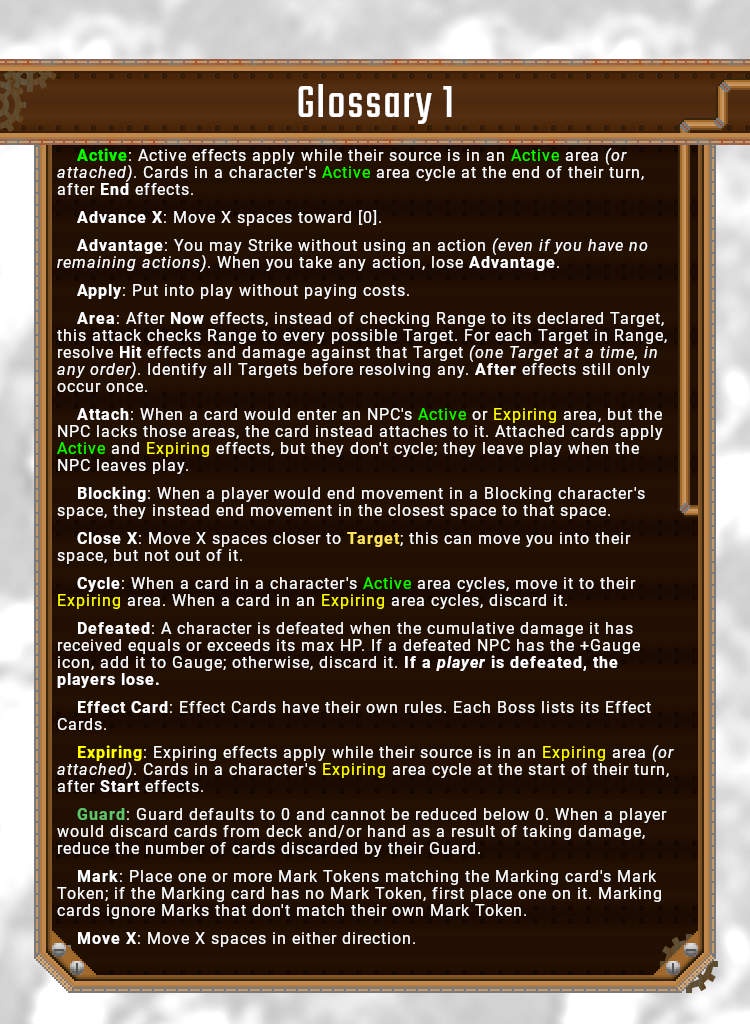 Glossary 1
Active: Active effects apply while their source is in an Active area (or
attached). Cards in a character's Active area cycle at the end of their turn,
after End effects.
Advance X: Move X spaces toward [0].
Advantage: You may Strike without using an action (even if you have no
remaining actions). When you take any action, lose Advantage.
Apply: Put into play without paying costs.
Area: After Now effects, instead of checking Range to its declared Target,
this attack checks Range to every possible Target. For each Target in Range,
resolve Hit effects and damage against that Target (one Target at a time, in
any order). Identify all Targets before resolving any. After effects still only
occur once.
Attach: When a card would enter an NPC's Active or Expiring area, but the
NPC lacks those areas, the card instead attaches to it. Attached cards apply
Active and Expiring effects, but they don't cycle; they leave play when the
NPC leaves play.
Blocking: When a player would end movement in a Blocking character's
space, they instead end movement in the closest space to that space.
Close X: Move X spaces closer to Target; this can move you into their
space, but not out of it.
Cycle: When a card in a character's Active area cycles, move it to their
Expiring area. When a card in an Expiring area cycles, discard it.
Defeated: A character is defeated when the cumulative damage it has
received equals or exceeds its max HP. If a defeated NPC has the +Gauge
icon, add it to Gauge; otherwise, discard it. If a player is defeated, the
players lose.
Effect Card: Effect Cards have their own rules. Each Boss lists its Effect
Cards.
Expiring: Expiring effects apply while their source is in an Expiring area (or
attached). Cards in a character's Expiring area cycle at the start of their turn,
after Start effects.
Guard: Guard defaults to 0 and cannot be reduced below 0. When a player
would discard cards from deck and/or hand as a result of taking damage,
reduce the number of cards discarded by their Guard.
Mark: Place one or more Mark Tokens matching the Marking card's Mark
Token; if the Marking card has no Mark Token, first place one on it. Marking
cards ignore Marks that don't match their own Mark Token.
Move X: Move X spaces in either direction.